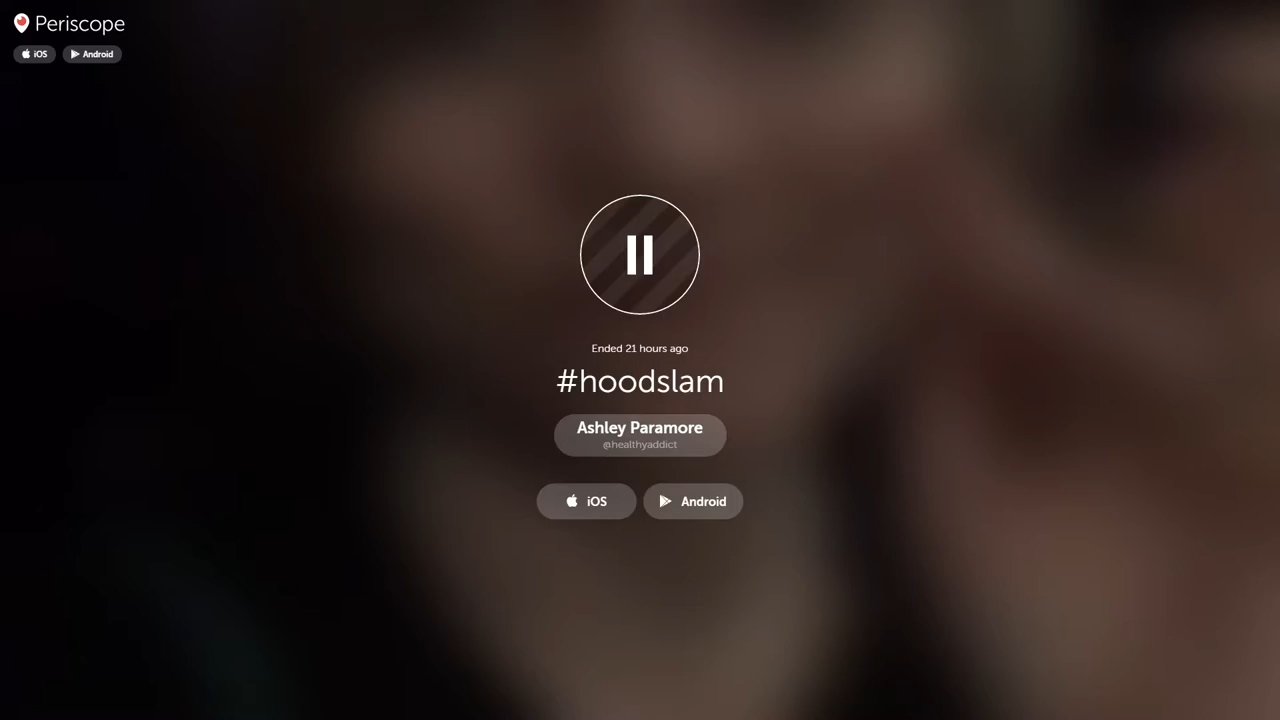 Periscope
iOS Android
Ended 21 hours ago
#hoodslam
Ashley Paramore
@healthyaddict
iOS Android